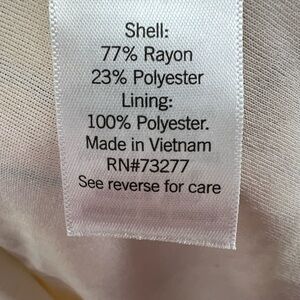 Shell:
77% Rayon
23% Polyester
Lining:
100% Polyester.
Made in Vietnam
RN#73277
See reverse for care